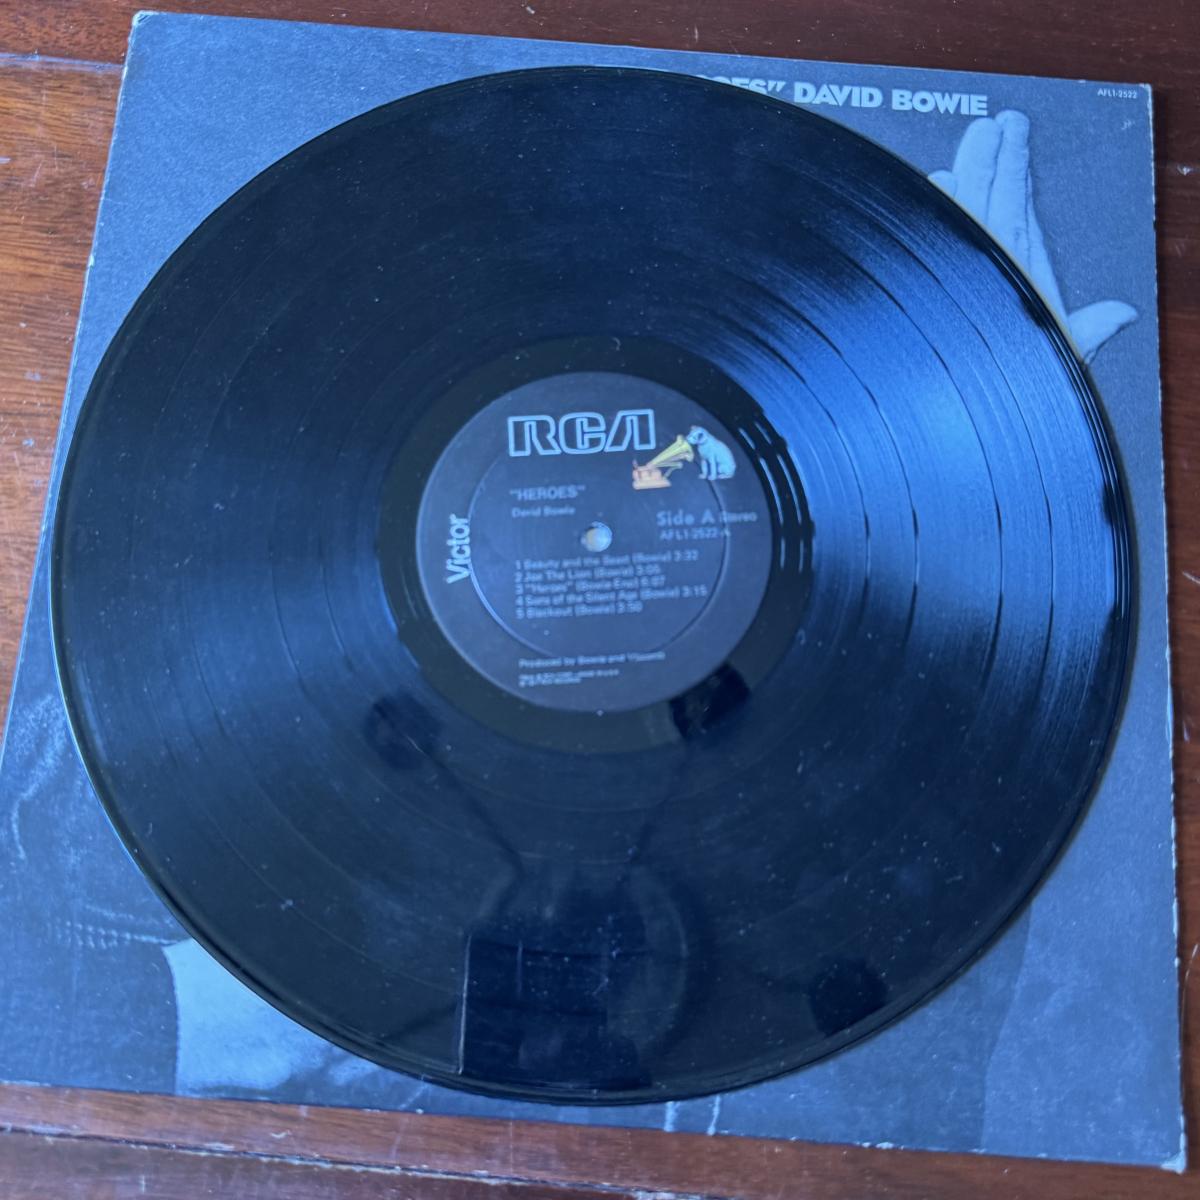 OES" DAVID BOWIE
AFL1-2522
RCA
Victor
"HEROES"
David Bowie
Side A Stereo
AFL1-2522-A
1 Beauty and the Beast (Bowie) 3:32
2 Joe The Lion (Bowie) 3:05
3 "Heroes" (Bowie-Eno) 6:07
4 Sons of the Silent Age (Bowie) 3:15
5 Blackout (Bowie) 3:50
Produced by Bowie and Visconti